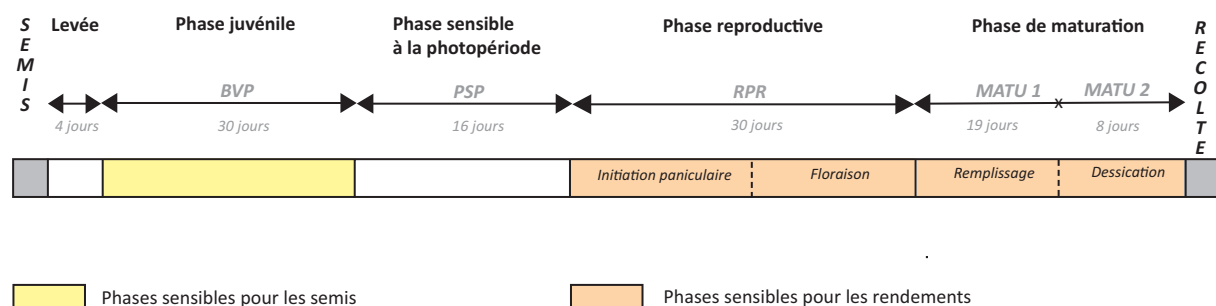 SEMIS
Levée
Phase juvénile
Phase sensible
à la photopériode
Phase reproductive
Phase de maturation
RECOLTE
BVP
PSP
RPR
MATU 1
x
MATU 2
4 jours
30 jours
16 jours
30 jours
19 jours
8 jours
Initiation paniculaire
Floraison
Remplissage
Dessication
Phases sensibles pour les semis
Phases sensibles pour les rendements